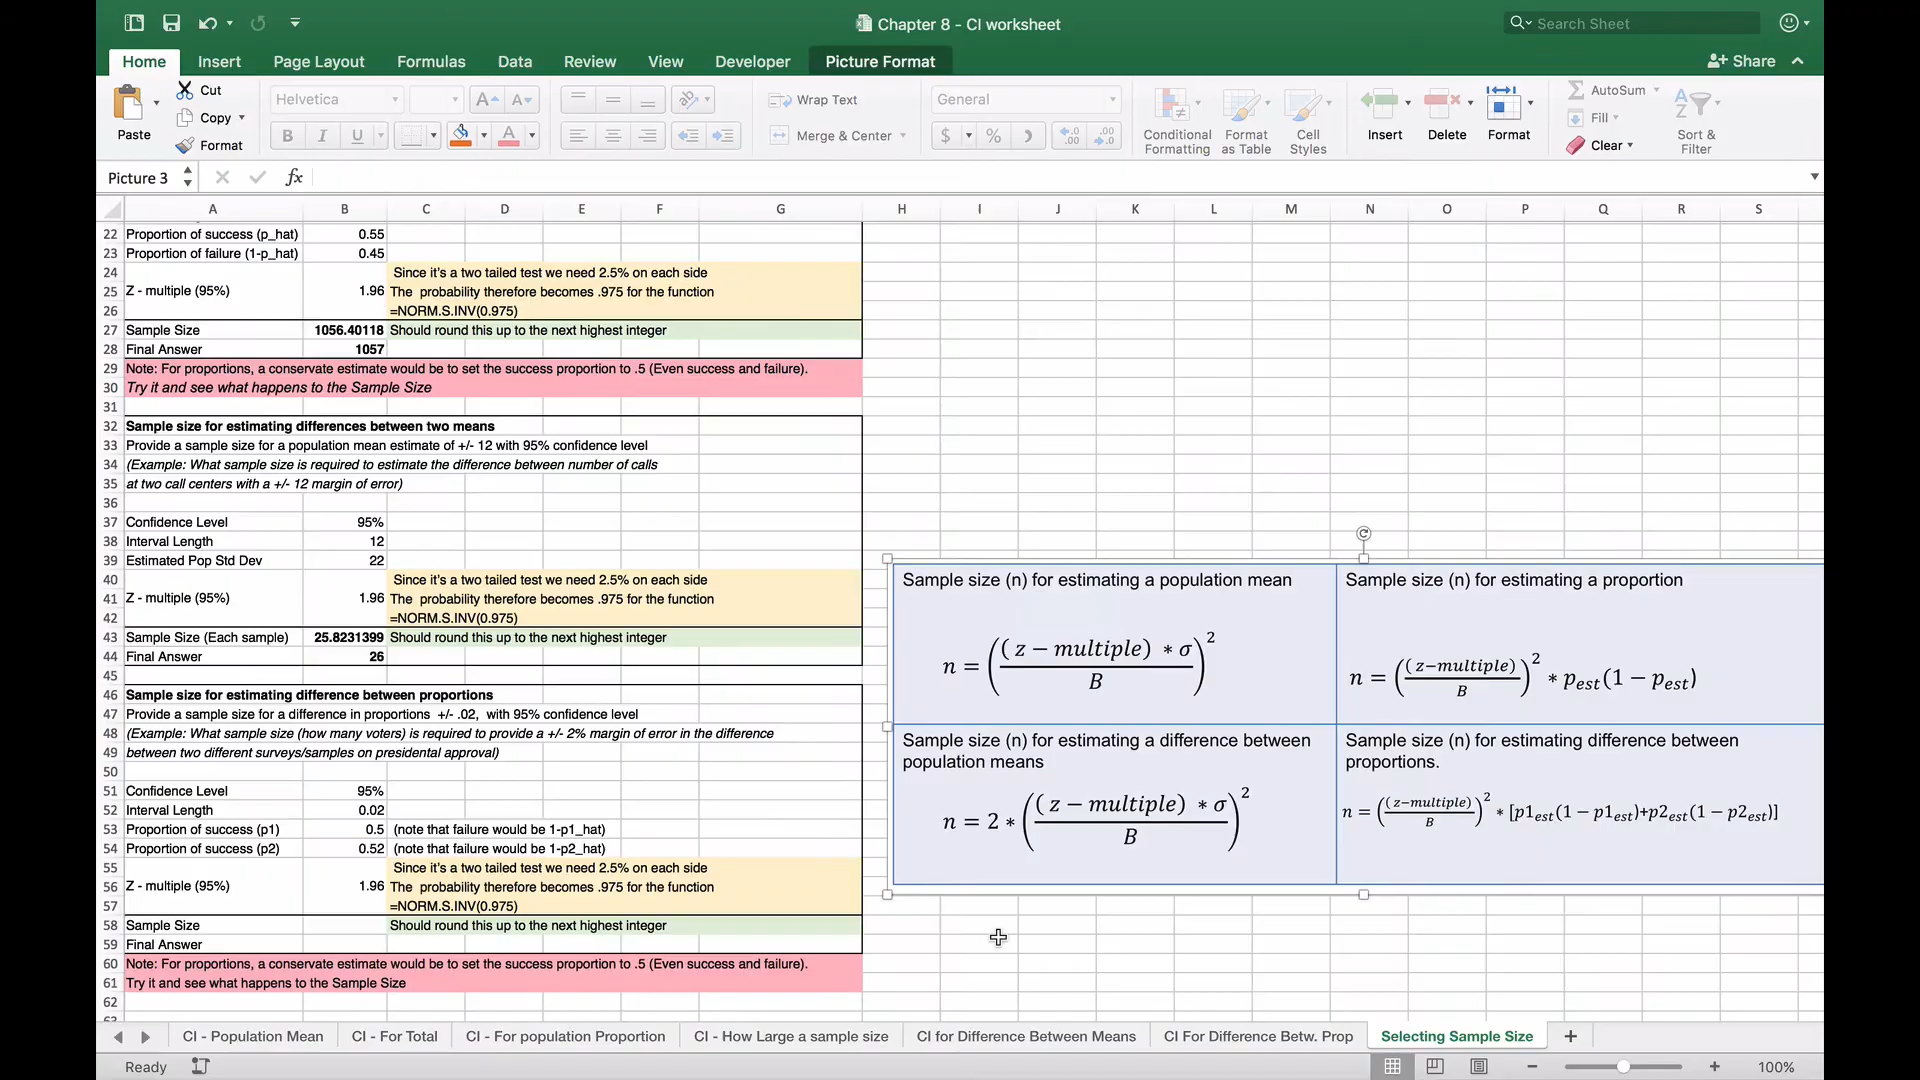 Chapter 8 - CI worksheet
Search Sheet
Home Insert Page Layout Formulas Data Review View Developer Picture Format Share
Paste
Cut
Copy
Format
Helvetica
A A
B I U
A
Wrap Text
Merge & Center
General
$ % )
.0 .00
.00 .0
Conditional Formatting
Format as Table
Cell Styles
Insert
Delete
Format
AutoSum
Fill
Clear
Sort & Filter
Picture 3 fx
A B C D E F G H I J K L M N O P Q R S
22 Proportion of success (p_hat) 0.55
23 Proportion of failure (1-p_hat) 0.45
24 Since it's a two tailed test we need 2.5% on each side
25 Z - multiple (95%) 1.96 The probability therefore becomes .975 for the function
26 =NORM.S.INV(0.975)
27 Sample Size 1056.40118 Should round this up to the next highest integer
28 Final Answer 1057
29 Note: For proportions, a conservate estimate would be to set the success proportion to .5 (Even success and failure).
30 Try it and see what happens to the Sample Size
31
32 Sample size for estimating differences between two means
33 Provide a sample size for a population mean estimate of +/- 12 with 95% confidence level
34 (Example: What sample size is required to estimate the difference between number of calls
35 at two call centers with a +/- 12 margin of error)
36
37 Confidence Level 95%
38 Interval Length 12
39 Estimated Pop Std Dev 22
40 Since it's a two tailed test we need 2.5% on each side
41 Z - multiple (95%) 1.96 The probability therefore becomes .975 for the function
42 =NORM.S.INV(0.975)
43 Sample Size (Each sample) 25.8231399 Should round this up to the next highest integer
44 Final Answer 26
45
46 Sample size for estimating difference between proportions
47 Provide a sample size for a difference in proportions +/- .02, with 95% confidence level
48 (Example: What sample size (how many voters) is required to provide a +/- 2% margin of error in the difference
49 between two different surveys/samples on presidental approval)
50
51 Confidence Level 95%
52 Interval Length 0.02
53 Proportion of success (p1) 0.5 (note that failure would be 1-p1_hat)
54 Proportion of success (p2) 0.52 (note that failure would be 1-p2_hat)
55 Since it's a two tailed test we need 2.5% on each side
56 Z - multiple (95%) 1.96 The probability therefore becomes .975 for the function
57 =NORM.S.INV(0.975)
58 Sample Size Should round this up to the next highest integer
59 Final Answer
60 Note: For proportions, a conservate estimate would be to set the success proportion to .5 (Even success and failure).
61 Try it and see what happens to the Sample Size
62
Sample size (n) for estimating a population mean
n = (( z − multiple) ∗ σ / B)²
Sample size (n) for estimating a proportion
n = ((z−multiple) / B)² ∗ p_est(1 − p_est)
Sample size (n) for estimating a difference between
population means
n = 2 ∗ (( z − multiple) ∗ σ / B)²
Sample size (n) for estimating difference between
proportions.
n = ((z−multiple) / B)² ∗ [p1_est(1 − p1_est)+p2_est(1 − p2_est)]
CI - Population Mean CI - For Total CI - For population Proportion CI - How Large a sample size CI for Difference Between Means CI For Difference Betw. Prop Selecting Sample Size +
Ready − + 100%